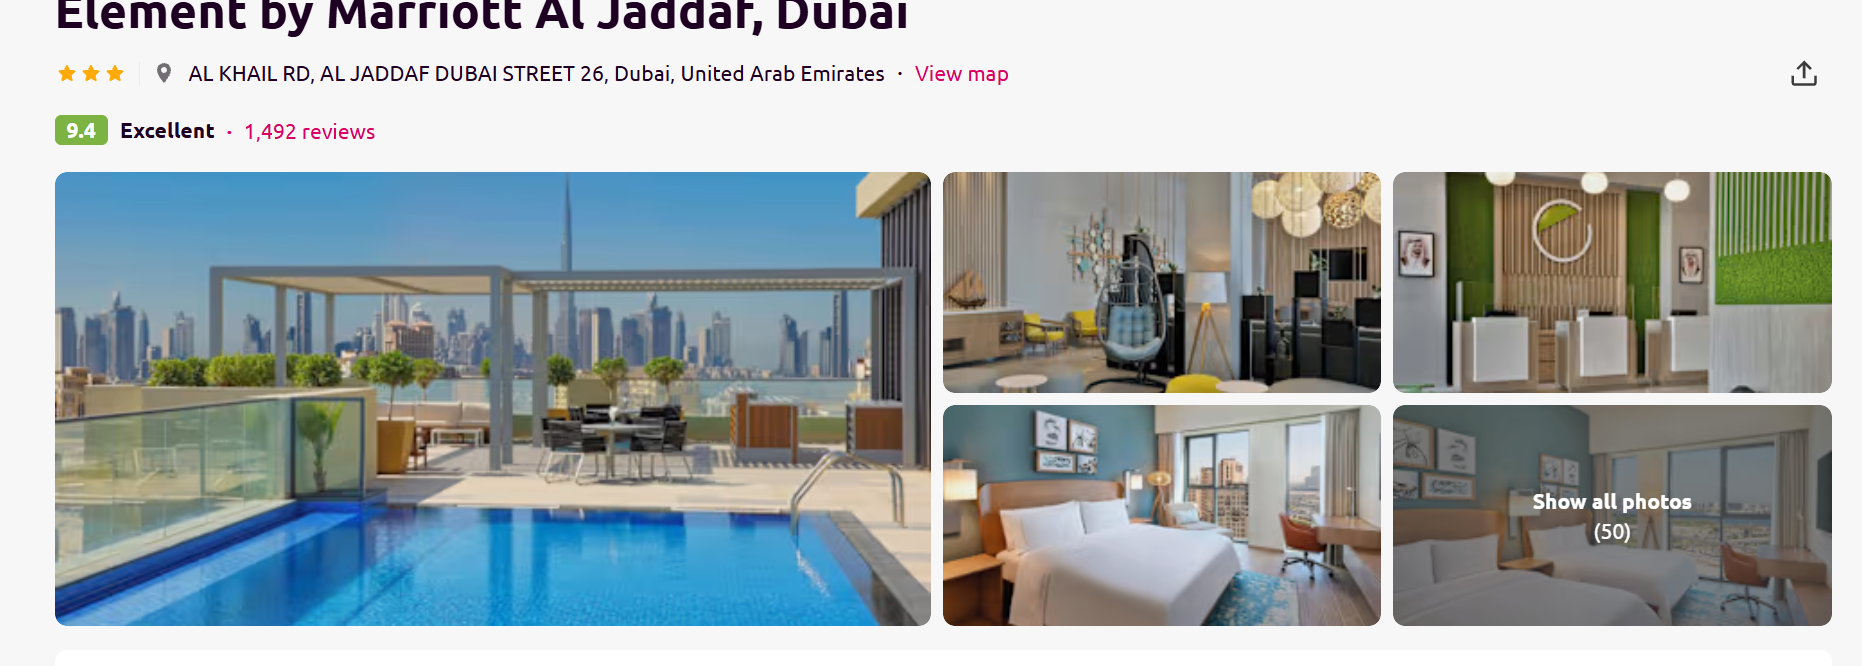 Element by Marriott Al Jaddaf, Dubai
AL KHAIL RD, AL JADDAF DUBAI STREET 26, Dubai, United Arab Emirates · View map
9.4 Excellent · 1,492 reviews
Show all photos
(50)